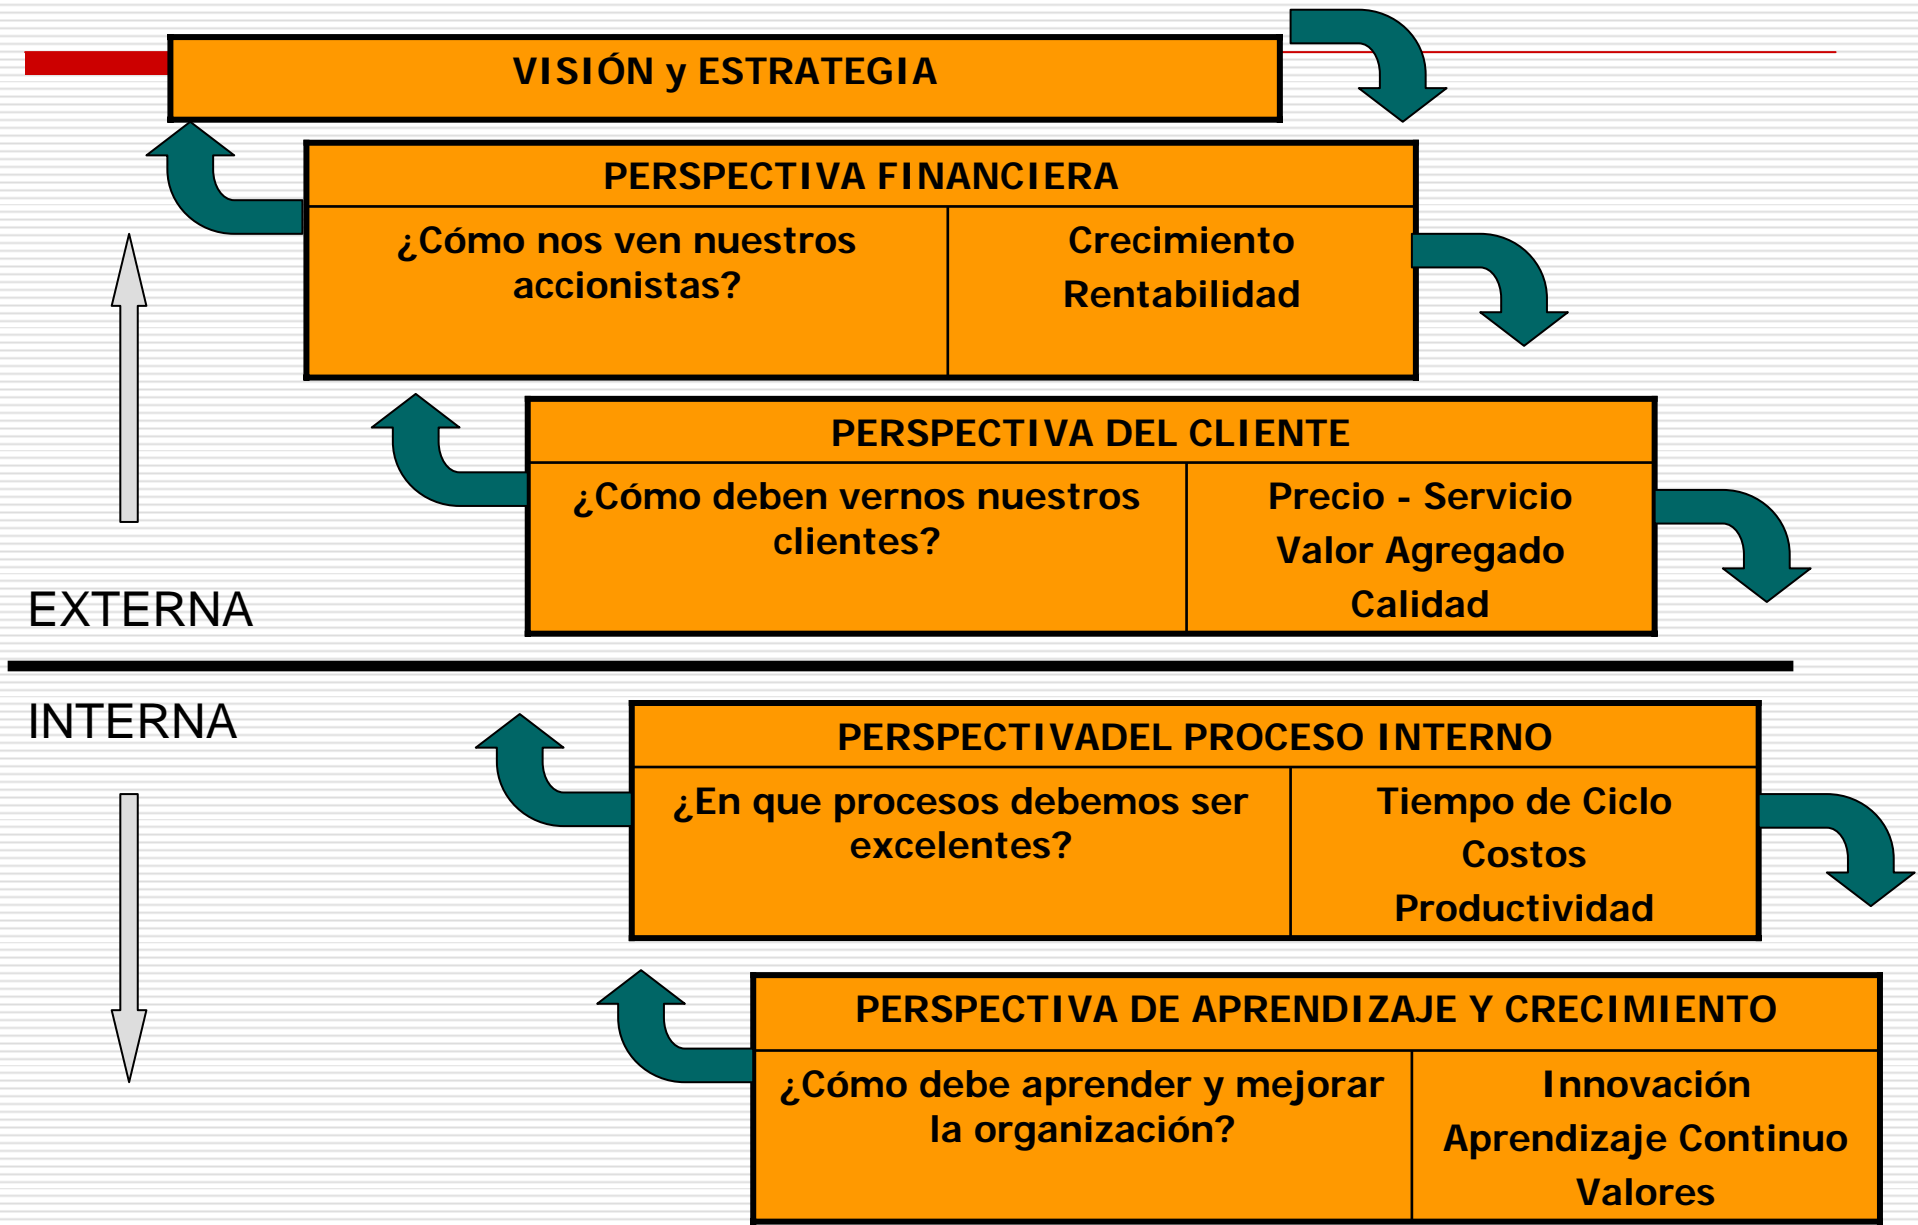 VISIÓN y ESTRATEGIA
PERSPECTIVA FINANCIERA
¿Cómo nos ven nuestros
accionistas?
Crecimiento
Rentabilidad
PERSPECTIVA DEL CLIENTE
¿Cómo deben vernos nuestros
clientes?
Precio - Servicio
Valor Agregado
Calidad
EXTERNA
INTERNA
PERSPECTIVADEL PROCESO INTERNO
¿En que procesos debemos ser
excelentes?
Tiempo de Ciclo
Costos
Productividad
PERSPECTIVA DE APRENDIZAJE Y CRECIMIENTO
¿Cómo debe aprender y mejorar
la organización?
Innovación
Aprendizaje Continuo
Valores